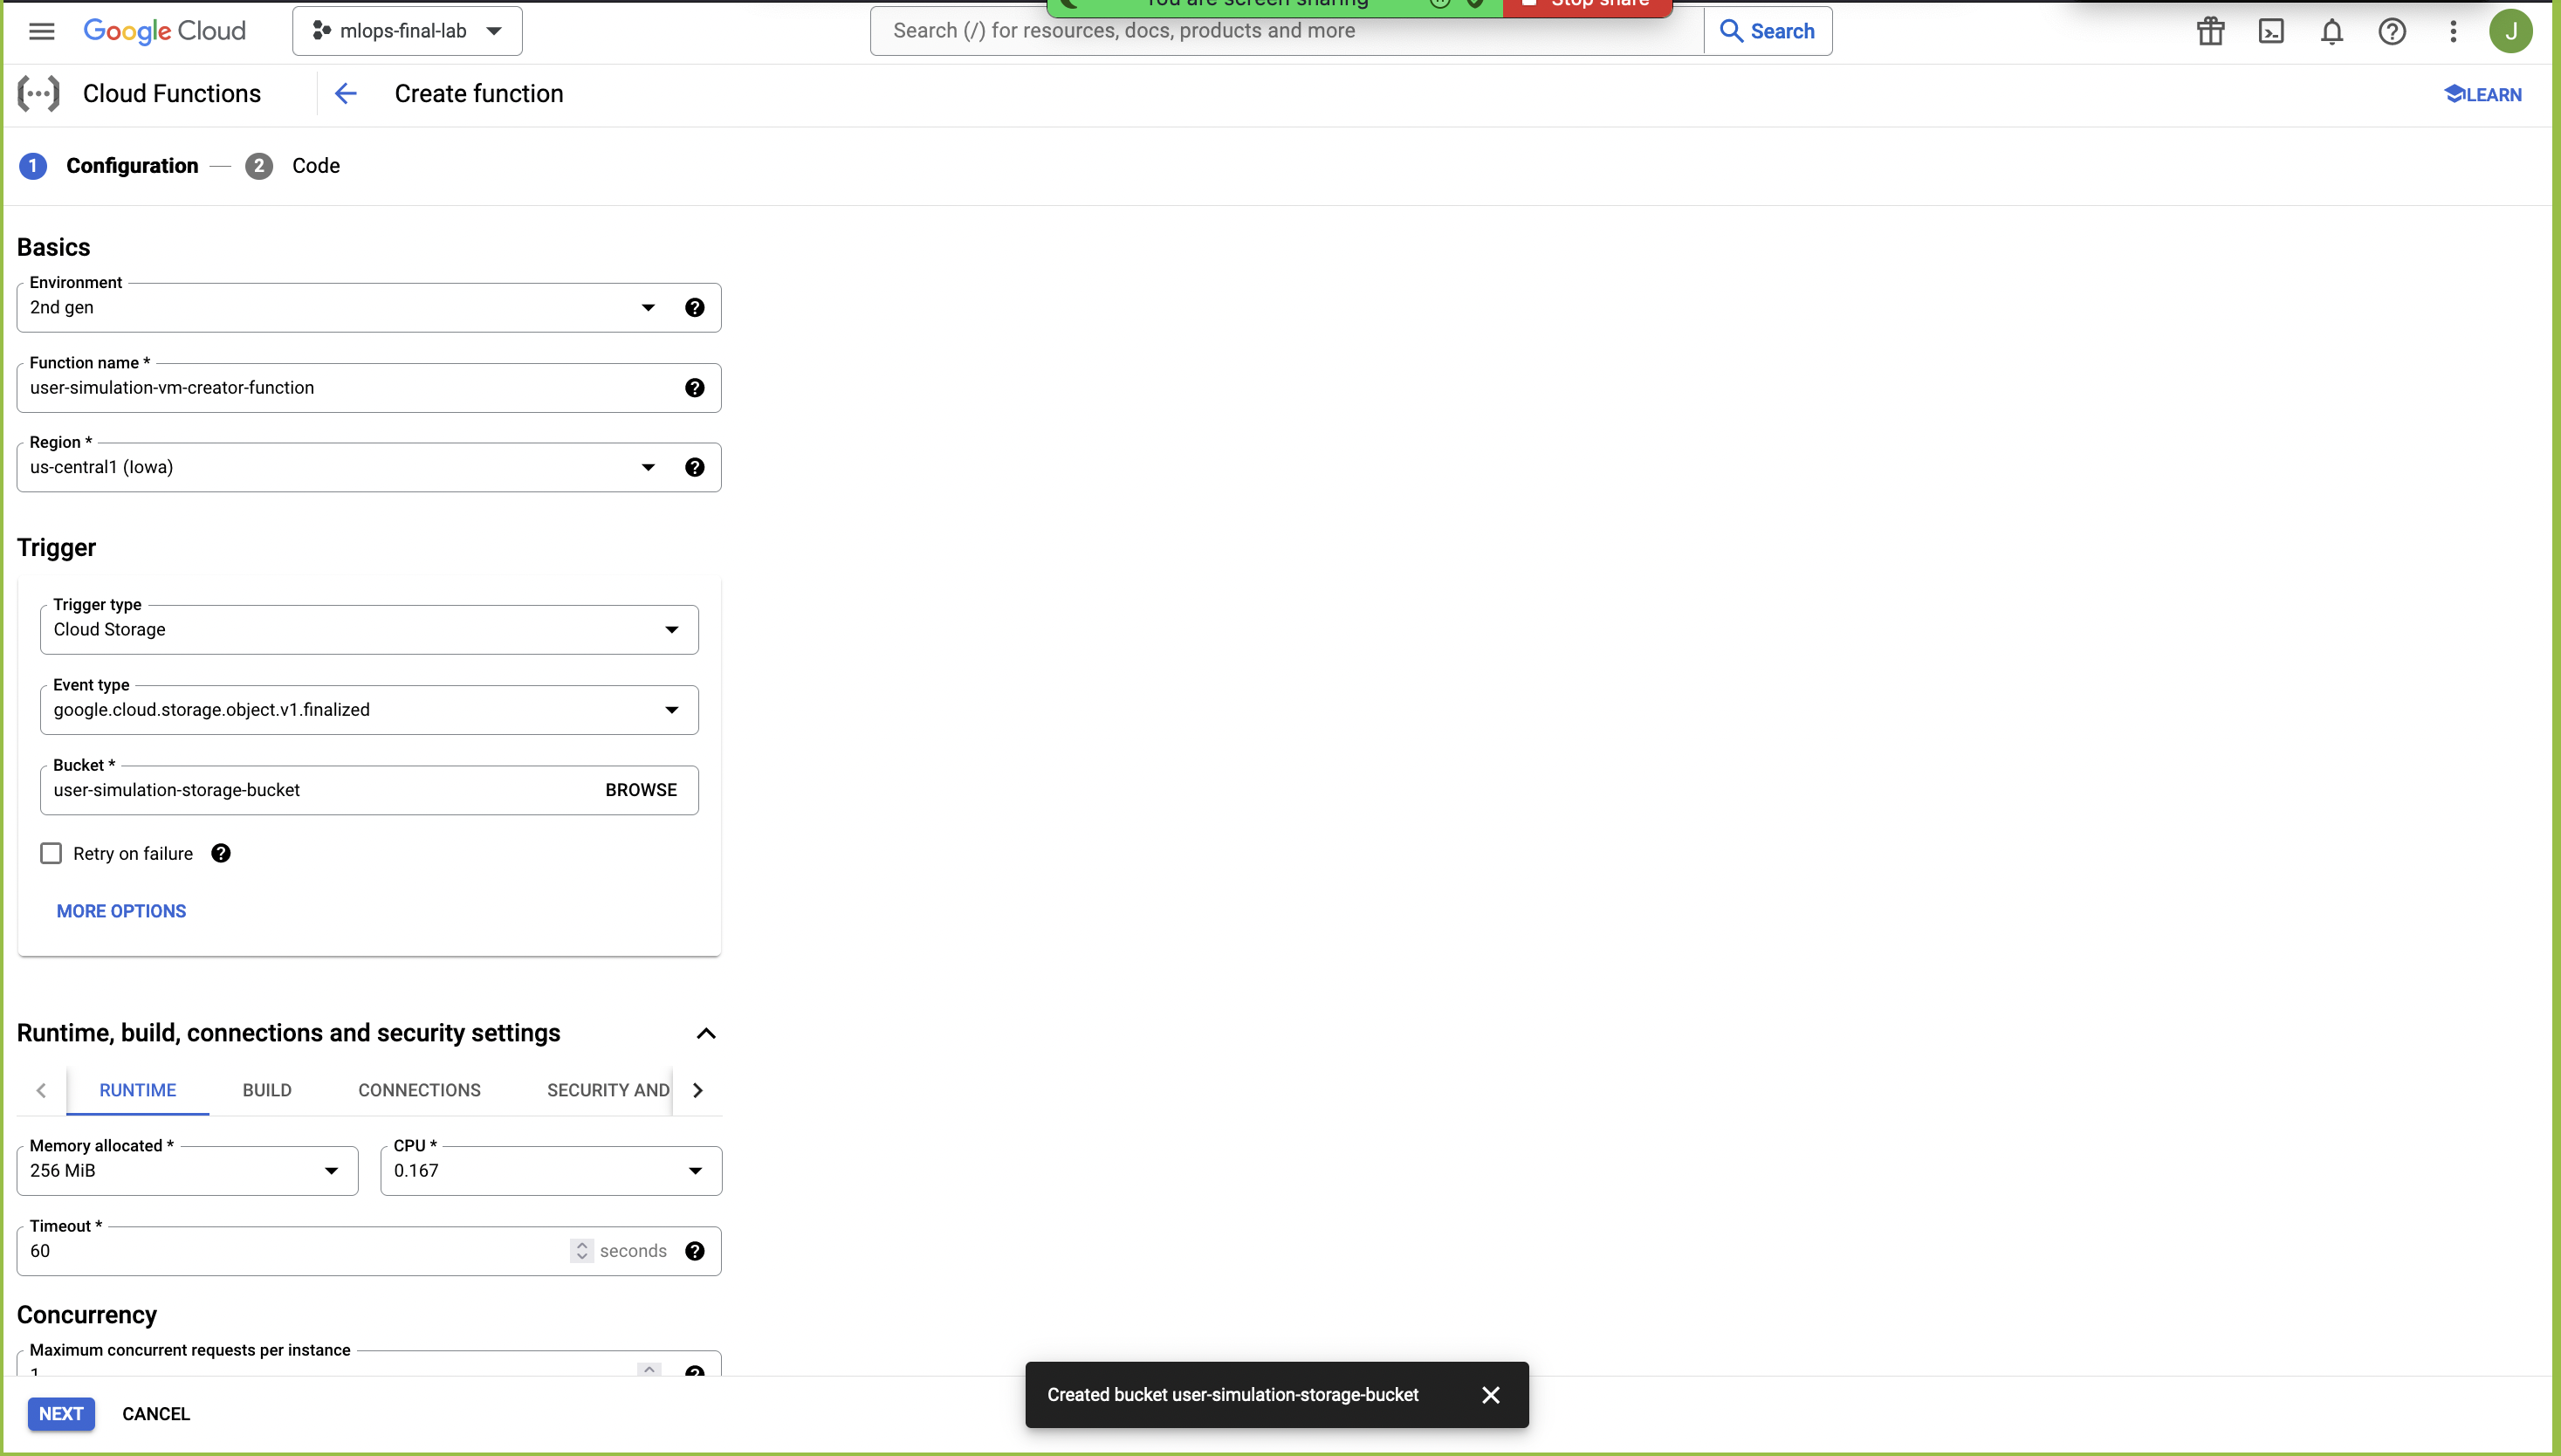 You are screen sharing
Stop share
Google Cloud
mlops-final-lab
Search (/) for resources, docs, products and more
Search
J
Cloud Functions
Create function
LEARN
1 Configuration
2 Code
Basics
Environment
2nd gen
Function name *
user-simulation-vm-creator-function
Region *
us-central1 (Iowa)
Trigger
Trigger type
Cloud Storage
Event type
google.cloud.storage.object.v1.finalized
Bucket *
user-simulation-storage-bucket
BROWSE
Retry on failure
MORE OPTIONS
Runtime, build, connections and security settings
RUNTIME
BUILD
CONNECTIONS
SECURITY AND
Memory allocated *
256 MiB
CPU *
0.167
Timeout *
60
seconds
Concurrency
Maximum concurrent requests per instance
1
Created bucket user-simulation-storage-bucket
NEXT
CANCEL